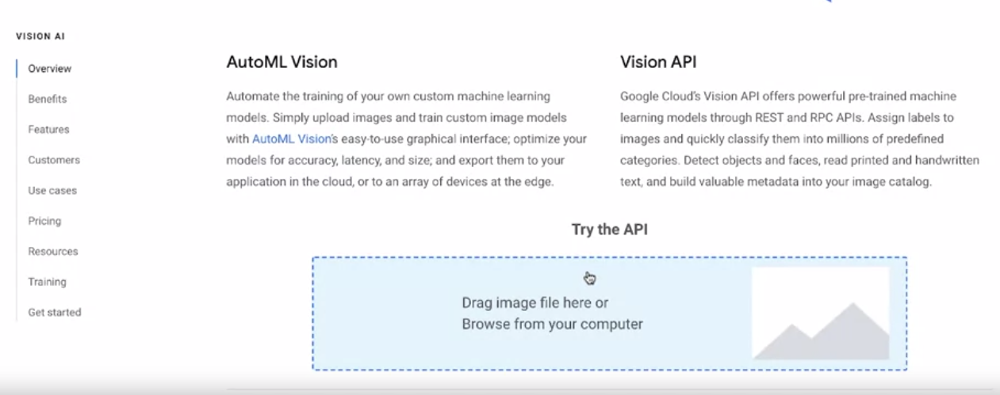 VISION AI
Overview
Benefits
Features
Customers
Use cases
Pricing
Resources
Training
Get started
AutoML Vision
Automate the training of your own custom machine learning
models. Simply upload images and train custom image models
with AutoML Vision's easy-to-use graphical interface; optimize your
models for accuracy, latency, and size; and export them to your
application in the cloud, or to an array of devices at the edge.
Vision API
Google Cloud's Vision API offers powerful pre-trained machine
learning models through REST and RPC APIs. Assign labels to
images and quickly classify them into millions of predefined
categories. Detect objects and faces, read printed and handwritten
text, and build valuable metadata into your image catalog.
Try the API
Drag image file here or
Browse from your computer